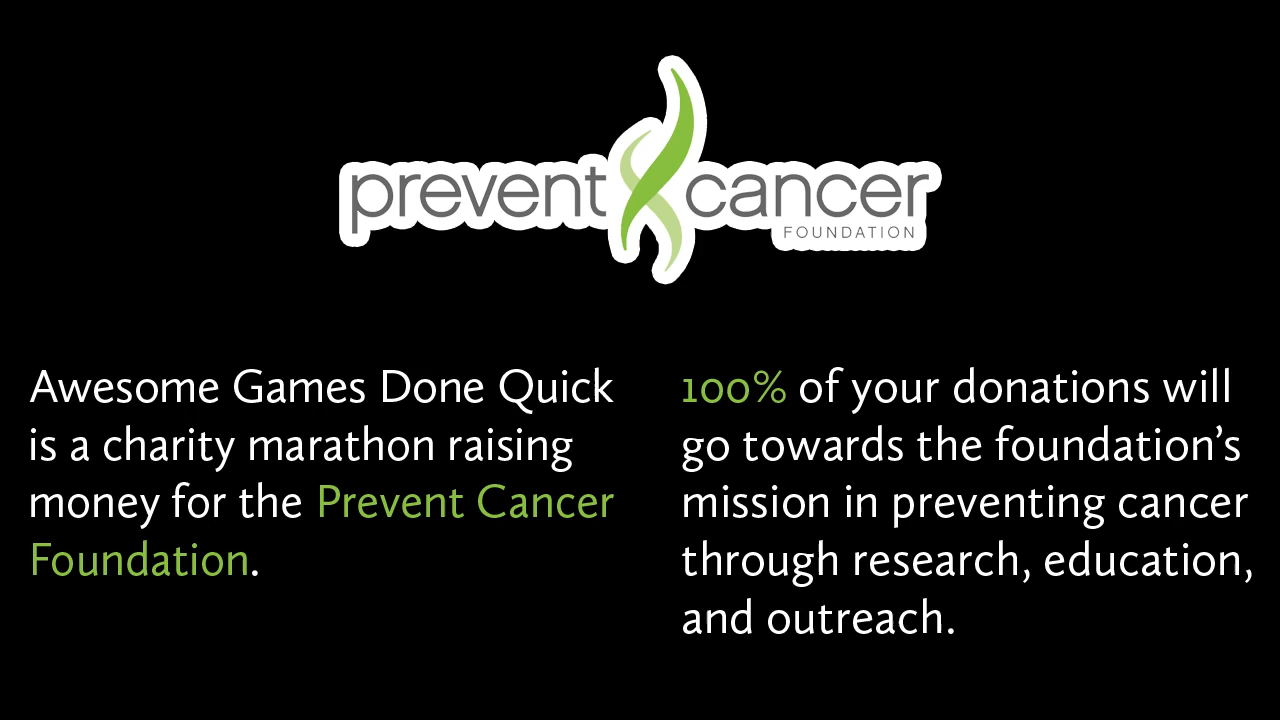 prevent cancer
FOUNDATION
Awesome Games Done Quick
is a charity marathon raising
money for the Prevent Cancer
Foundation.
100% of your donations will
go towards the foundation’s
mission in preventing cancer
through research, education,
and outreach.